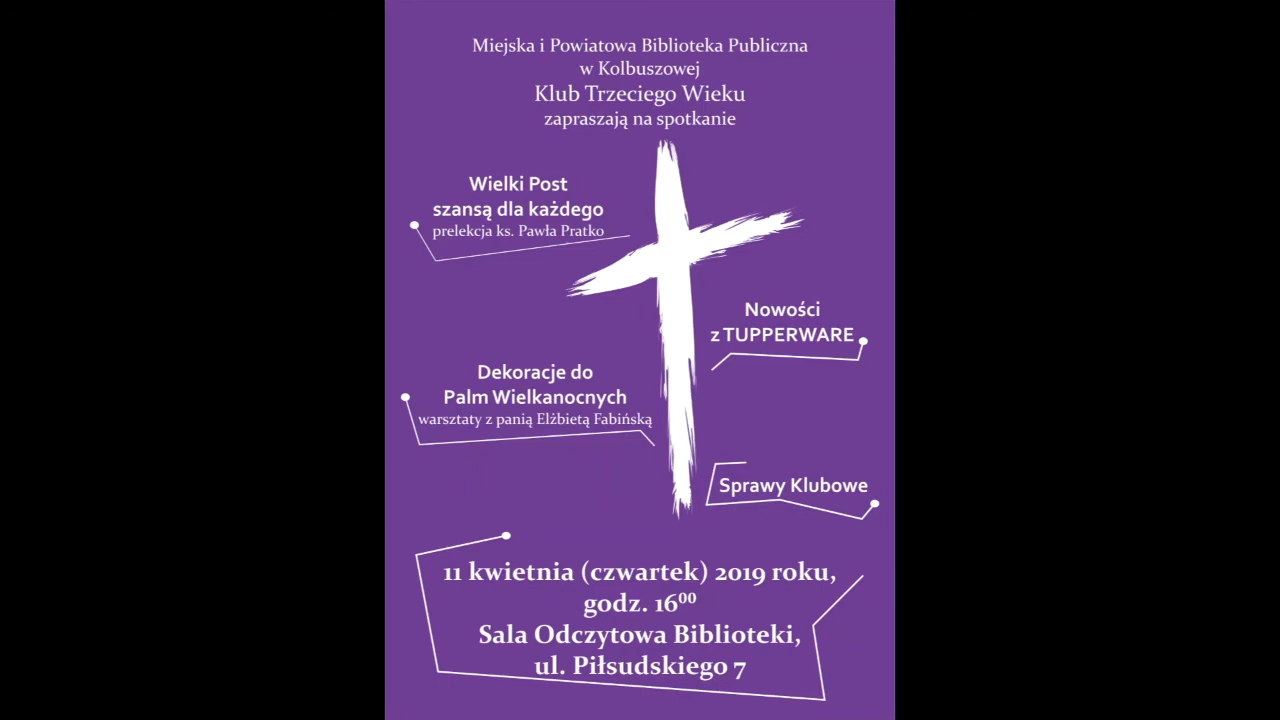 Miejska i Powiatowa Biblioteka Publiczna
w Kolbuszowej
Klub Trzeciego Wieku
zapraszają na spotkanie
Wielki Post
szansą dla każdego
prelekcja ks. Pawła Pratko
Nowości
z TUPPERWARE
Dekoracje do
Palm Wielkanocnych
warsztaty z panią Elżbietą Fabińską
Sprawy Klubowe
11 kwietnia (czwartek) 2019 roku,
godz. 16⁰⁰
Sala Odczytowa Biblioteki,
ul. Piłsudskiego 7